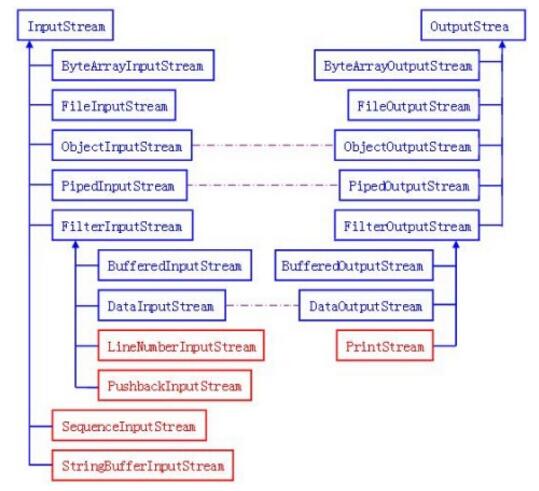 InputStream OutputStrea
ByteArrayInputStream ByteArrayOutputStream
FileInputStream FileOutputStream
ObjectInputStream ObjectOutputStream
PipedInputStream PipedOutputStream
FilterInputStream FilterOutputStream
BufferedInputStream BufferedOutputStream
DataInputStream DataOutputStream
LineNumberInputStream PrintStream
PushbackInputStream
SequenceInputStream
StringBufferInputStream